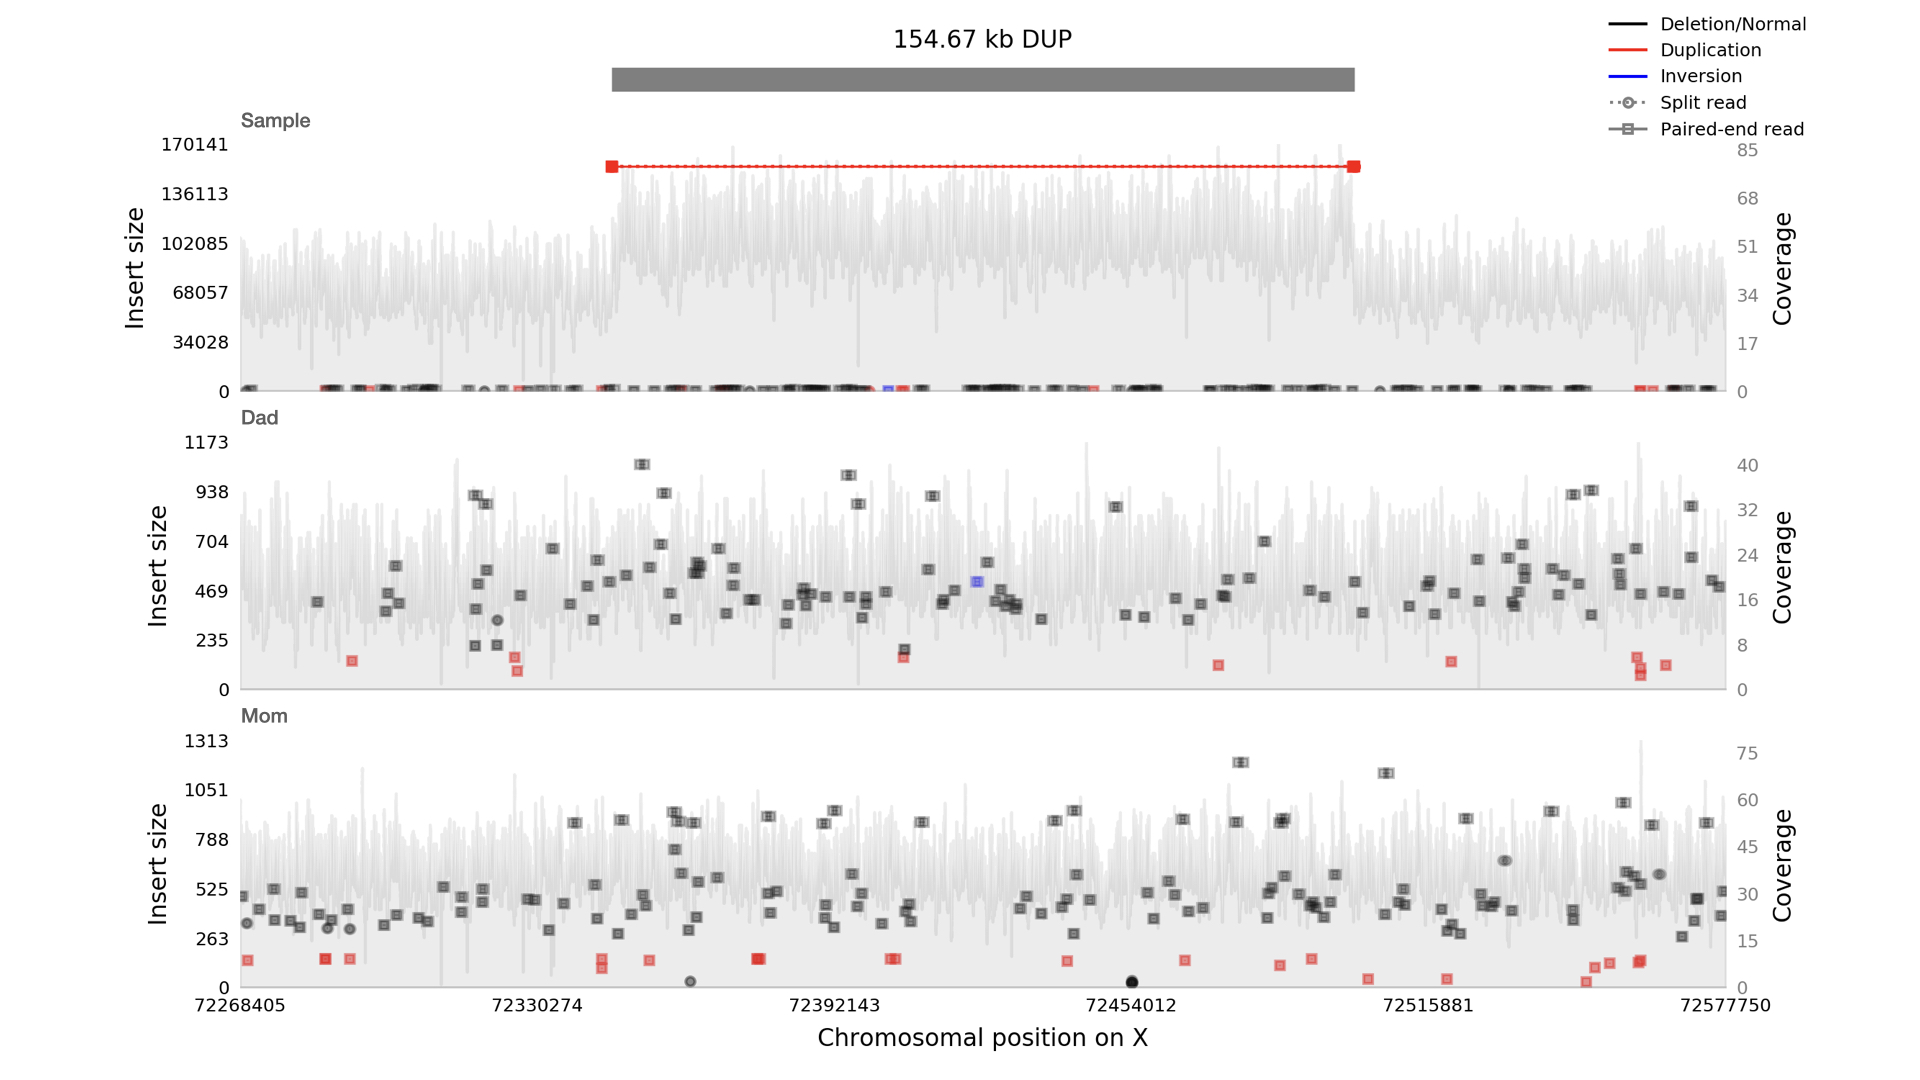 154.67 kb DUP
Deletion/Normal
Duplication
Inversion
Split read
Paired-end read
Sample
170141
136113
102085
68057
34028
0
Insert size
85
68
51
34
17
0
Coverage
Dad
1173
938
704
469
235
0
Insert size
40
32
24
16
8
0
Coverage
Mom
1313
1051
788
525
263
0
Insert size
75
60
45
30
15
0
Coverage
72268405 72330274 72392143 72454012 72515881 72577750
Chromosomal position on X